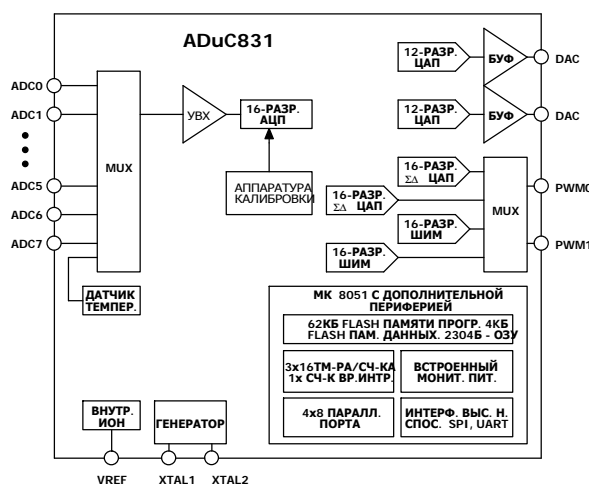 ADuC831
ADC0
ADC1
ADC5
ADC6
ADC7
MUX
УВХ
16-РАЗР.
АЦП
АППАРАТУРА
КАЛИБРОВКИ
ДАТЧИК
ТЕМПЕР.
12-РАЗР.
ЦАП
БУФ
DAC
12-РАЗР.
ЦАП
БУФ
DAC
16-РАЗР.
ΣΔ ЦАП
16-РАЗР.
ΣΔ ЦАП
16-РАЗР.
ШИМ
16-РАЗР.
ШИМ
MUX
PWM0
PWM1
МК 8051 С ДОПОЛНИТЕЛЬНОЙ
ПЕРИФЕРИЕЙ
62КБ FLASH ПАМЯТИ ПРОГР. 4КБ
FLASH ПАМ. ДАННЫХ. 2304Б - ОЗУ
3х16ТМ-РА/СЧ-КА
1х СЧ-К ВР.ИНТР.
ВСТРОЕННЫЙ
МОНИТ. ПИТ.
4х8 ПАРАЛЛ.
ПОРТА
ИНТЕРФ. ВЫС. Н.
СПОС. SPI, UART
ВНУТР.
ИОН
ГЕНЕРАТОР
VREF
XTAL1
XTAL2